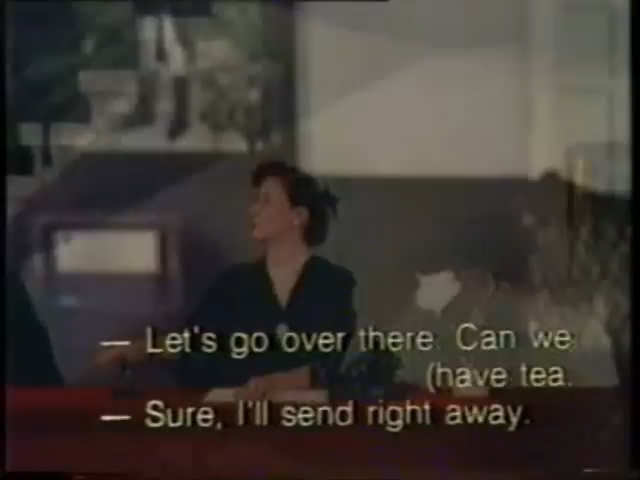 — Let's go over there. Can we
(have tea.
— Sure, I'll send right away.